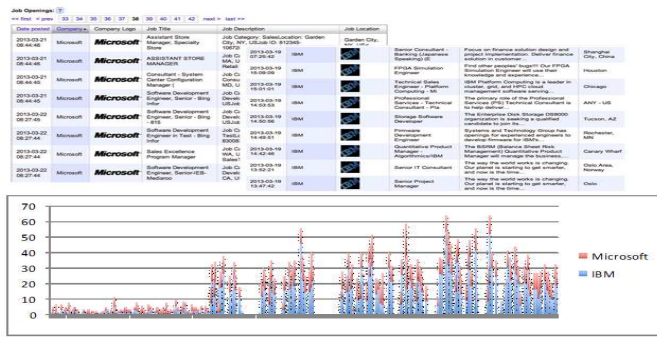 Job Openings: ?
<< first < prev 33 34 35 36 37 38 39 40 41 42 next > last >>
Date posted Company Company Logo Job Title Job Description Job Location
2013-03-21 08:44:46 Microsoft Microsoft Assistant Store Manager, Specialty Store Job Category: SalesLocation: Garden City, NY, USJob ID: 812345- Garden City,
2013-03-21 08:44:46 Microsoft Microsoft ASSISTANT STORE MANAGER
2013-03-21 08:44:46 Microsoft Microsoft Consultant - System Center Configuration Manager (
2013-03-21 08:44:45 Microsoft Microsoft Software Development Engineer, Senior - Bing Infor
2013-03-22 08:27:45 Microsoft Microsoft Software Development Engineer, Senior - Bing - 815
2013-03-22 08:27:44 Microsoft Microsoft Software Development Engineer in Test - Bing Infor
2013-03-22 08:27:44 Microsoft Microsoft Sales Excellence Program Manager
2013-03-22 08:27:44 Microsoft Microsoft Software Development Engineer, Senior-IES-Mediaroo
2013-03-19 07:25:42 IBM Senior Consultant - Banking (Japanese Speaking) (E Focus on finance solution design and project implementation. Deliver finance solution in customer... Shanghai City, China
2013-03-19 15:09:09 IBM FPGA Simulation Engineer Find other peoples' bugs!!! Our FPGA Simulation Engineer will use their knowledge and experience... Houston
2013-03-19 15:01:01 IBM Technical Sales Engineer - Platform Computing - MI IBM Platform Computing is a leader in cluster, grid, and HPC cloud management software serving... Chicago
2013-03-19 14:53:53 IBM Professional Services - Technical Consultant - Pla The primary role of the Professional Services (PS) Technical Consultant is to help deliver... ANY - US
2013-03-19 14:50:56 IBM Storage Software Developer The Enterprise Disk Storage DS8000 organization is seeking a qualified candidate to join its... Tucson, AZ
2013-03-19 14:49:51 IBM Firmware Development Engineer Systems and Technology Group has openings for experienced engineers to develop firmware for IBM's... Rochester, MN
2013-03-19 14:42:46 IBM Quantitative Product Manager - Algorithmics/IBM The BSRM (Balance Sheet Risk Management) Quantitative Product Manager will manage the business... Canary Wharf
2013-03-19 13:52:21 IBM Senior IT Consultant The way the world works is changing. Our planet is starting to get smarter, and now is the time... Oslo Area, Norway
2013-03-19 13:47:42 IBM Senior Project Manager The way the world works is changing. Our planet is starting to get smarter, and now is the time... Oslo
70
60
50
40
30
20
10
0
Microsoft
IBM